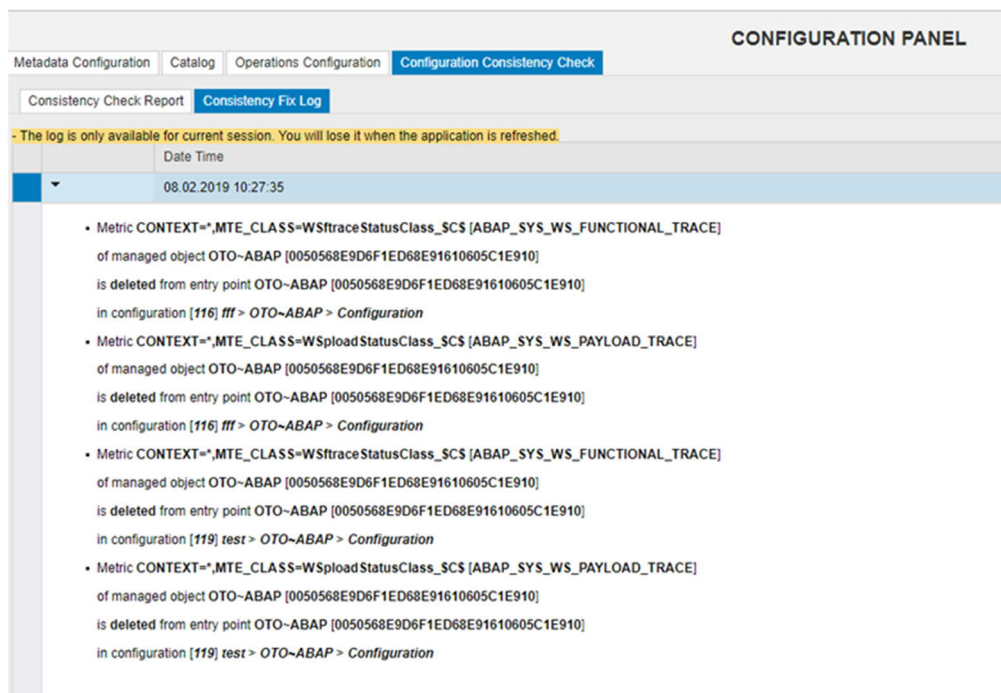 CONFIGURATION PANEL
Metadata Configuration Catalog Operations Configuration Configuration Consistency Check
Consistency Check Report Consistency Fix Log
- The log is only available for current session. You will lose it when the application is refreshed.
Date Time
08.02.2019 10:27:35
▪ Metric CONTEXT=*,MTE_CLASS=WSftraceStatusClass_$C$ [ABAP_SYS_WS_FUNCTIONAL_TRACE]
of managed object OTO~ABAP [0050568E9D6F1ED68E91610605C1E910]
is deleted from entry point OTO~ABAP [0050568E9D6F1ED68E91610605C1E910]
in configuration [116] fff > OTO~ABAP > Configuration
▪ Metric CONTEXT=*,MTE_CLASS=WSploadStatusClass_$C$ [ABAP_SYS_WS_PAYLOAD_TRACE]
of managed object OTO~ABAP [0050568E9D6F1ED68E91610605C1E910]
is deleted from entry point OTO~ABAP [0050568E9D6F1ED68E91610605C1E910]
in configuration [116] fff > OTO~ABAP > Configuration
▪ Metric CONTEXT=*,MTE_CLASS=WSftraceStatusClass_$C$ [ABAP_SYS_WS_FUNCTIONAL_TRACE]
of managed object OTO~ABAP [0050568E9D6F1ED68E91610605C1E910]
is deleted from entry point OTO~ABAP [0050568E9D6F1ED68E91610605C1E910]
in configuration [119] test > OTO~ABAP > Configuration
▪ Metric CONTEXT=*,MTE_CLASS=WSploadStatusClass_$C$ [ABAP_SYS_WS_PAYLOAD_TRACE]
of managed object OTO~ABAP [0050568E9D6F1ED68E91610605C1E910]
is deleted from entry point OTO~ABAP [0050568E9D6F1ED68E91610605C1E910]
in configuration [119] test > OTO~ABAP > Configuration